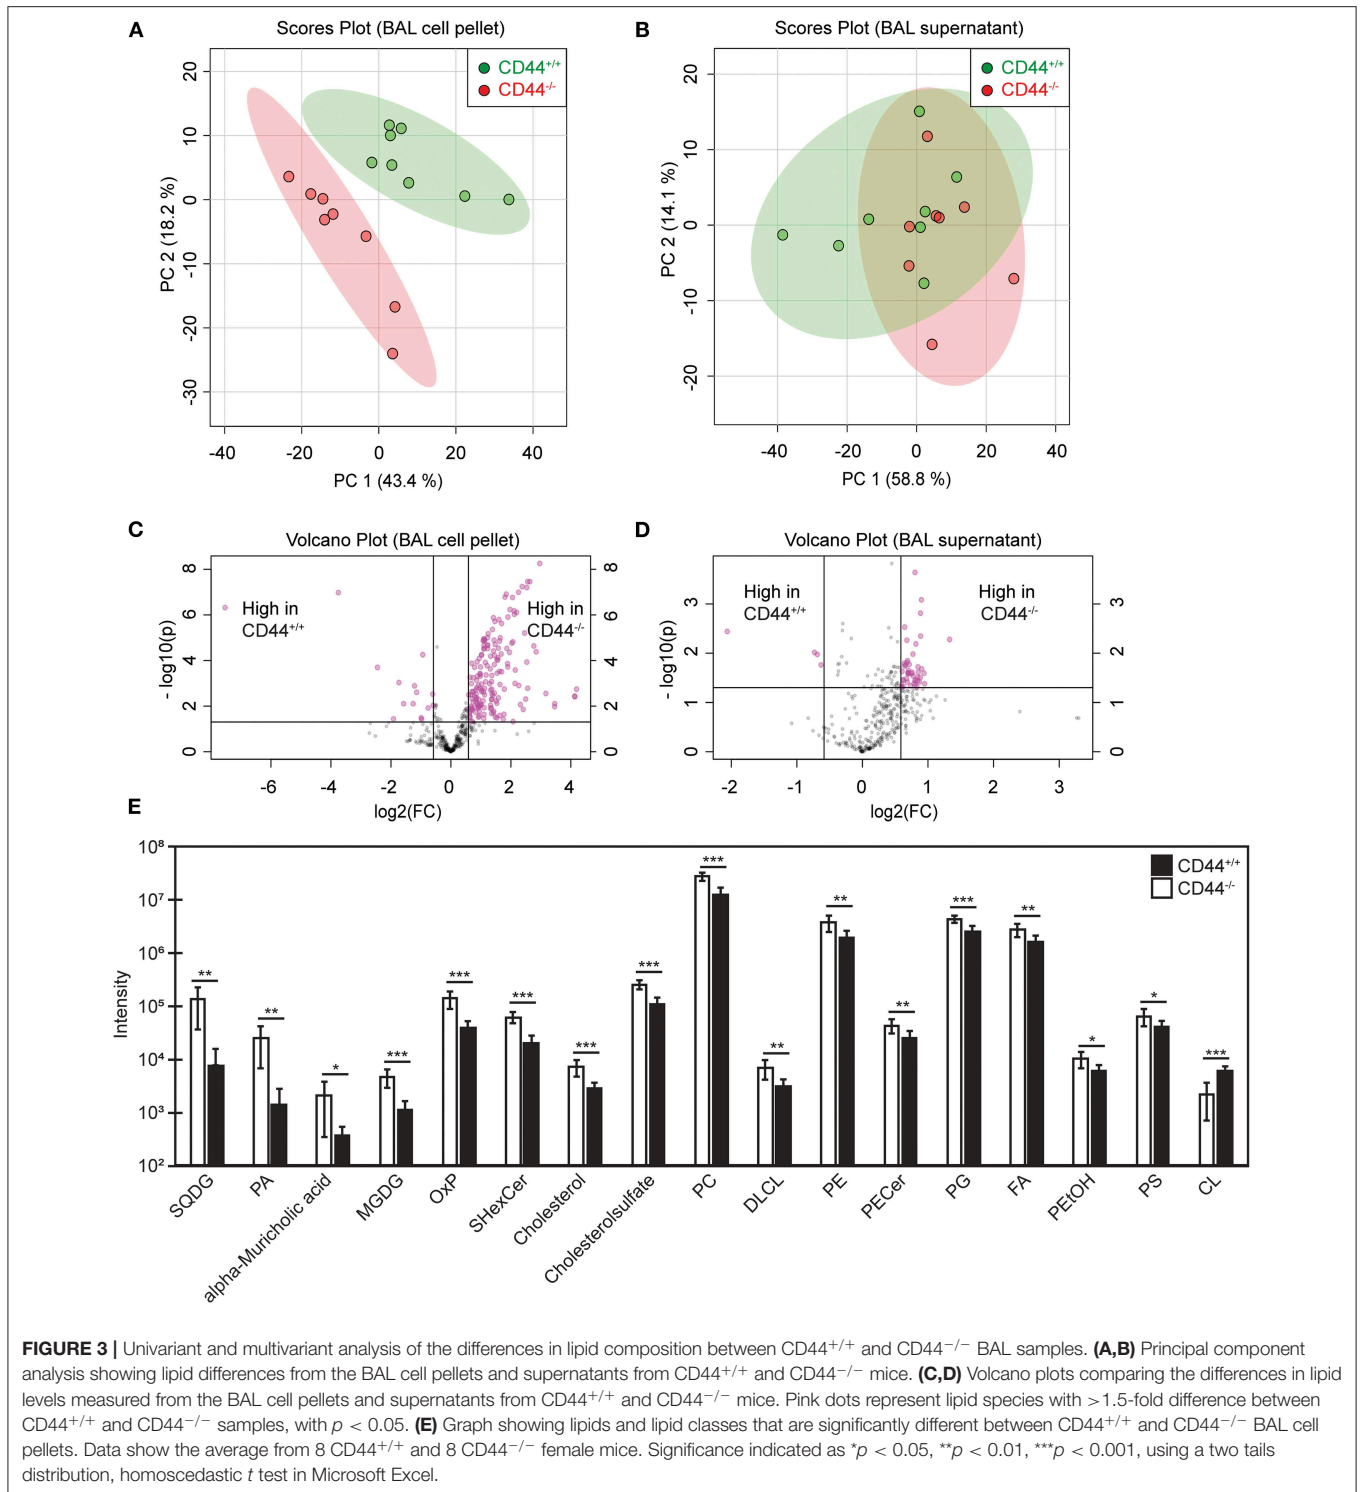 A
Scores Plot (BAL cell pellet)
CD44+/+
CD44-/-
20
10
0
-10
-20
-30
PC 2 (18.2 %)
-40
-20
0
20
40
PC 1 (43.4 %)
B
Scores Plot (BAL supernatant)
CD44+/+
CD44-/-
20
10
0
-10
-20
PC 2 (14.1 %)
-40
-20
0
20
40
PC 1 (58.8 %)
C
Volcano Plot (BAL cell pellet)
High in
CD44+/+
High in
CD44-/-
8
6
4
2
0
- log10(p)
8
6
4
2
0
-6
-4
-2
0
2
4
log2(FC)
D
Volcano Plot (BAL supernatant)
High in
CD44+/+
High in
CD44-/-
3
2
1
0
- log10(p)
3
2
1
0
-2
-1
0
1
2
3
log2(FC)
E
CD44+/+
CD44-/-
10⁸
10⁷
10⁶
10⁵
10⁴
10³
10²
Intensity
**
**
*
***
***
***
***
***
***
**
**
**
***
**
*
*
***
SQDG
PA
alpha-Muricholic acid
MGDG
OxP
SHexCer
Cholesterol
Cholesterolsulfate
PC
DLCL
PE
PECer
PG
FA
PEtOH
PS
CL
FIGURE 3 | Univariant and multivariant analysis of the differences in lipid composition between CD44+/+ and CD44−/− BAL samples. (A,B) Principal component
analysis showing lipid differences from the BAL cell pellets and supernatants from CD44+/+ and CD44−/− mice. (C,D) Volcano plots comparing the differences in lipid
levels measured from the BAL cell pellets and supernatants from CD44+/+ and CD44−/− mice. Pink dots represent lipid species with >1.5-fold difference between
CD44+/+ and CD44−/− samples, with p < 0.05. (E) Graph showing lipids and lipid classes that are significantly different between CD44+/+ and CD44−/− BAL cell
pellets. Data show the average from 8 CD44+/+ and 8 CD44−/− female mice. Significance indicated as *p < 0.05, **p < 0.01, ***p < 0.001, using a two tails
distribution, homoscedastic t test in Microsoft Excel.